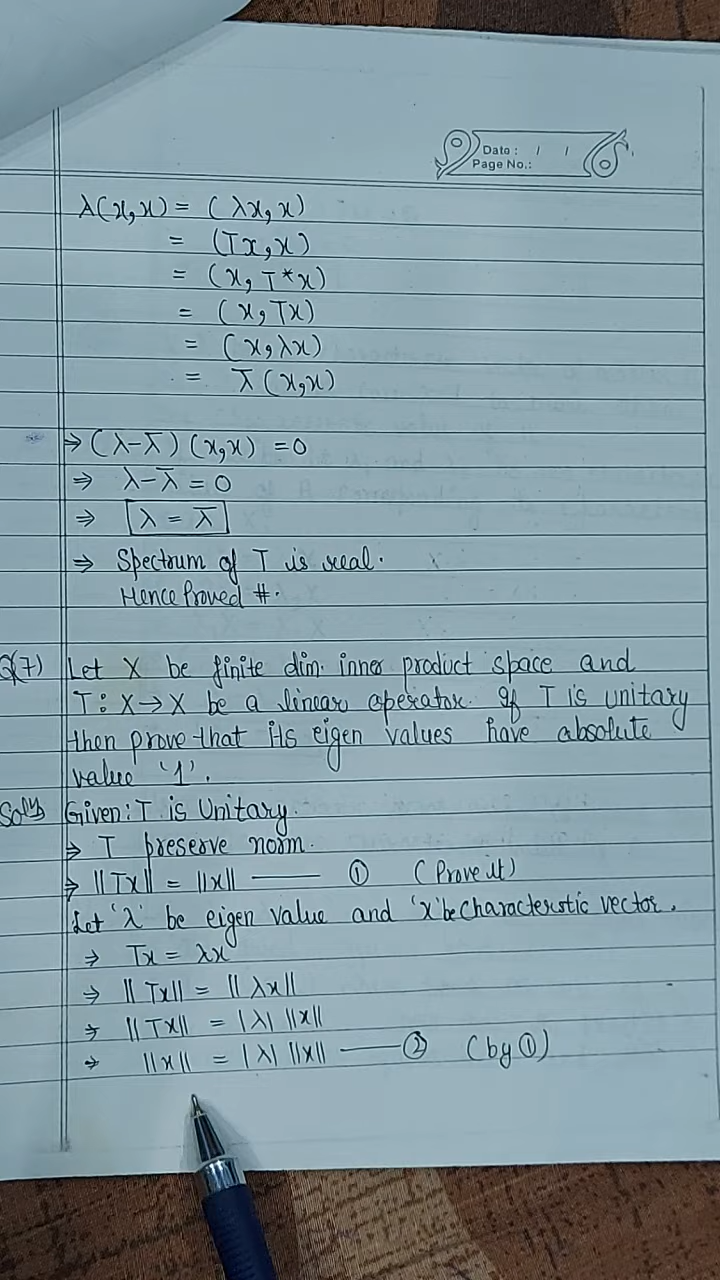 Date : / /
Page No.:
λ(x,x) = (λx,x)
= (Tx,x)
= (x,T*x)
= (x,Tx)
= (x,λx)
= λ̄(x,x)
⇒ (λ-λ̄) (x,x) =0
⇒ λ-λ̄ = 0
⇒ λ = λ̄
⇒ Spectrum of T is real.
Hence Proved #.
Q(7) Let X be finite dim. inner product space and
T: X→X be a linear operator. If T is unitary
then prove that its eigen values have absolute
value '1'.
Soln Given: T is Unitary.
⇒ T preserve norm.
⇒ ||Tx|| = ||x|| —— ① (Prove it)
Let 'λ' be eigen value and 'x' be characterstic vector.
⇒ Tx = λx
⇒ ||Tx|| = ||λx||
⇒ ||Tx|| = |λ| ||x||
⇒ ||x|| = |λ| ||x|| —— ② (by ①)